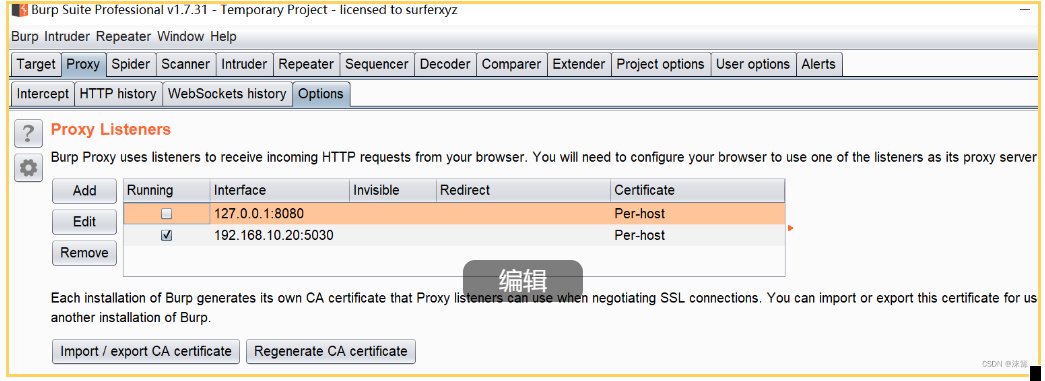 Burp Suite Professional v1.7.31 - Temporary Project - licensed to surferxyz
Burp Intruder Repeater Window Help
Target Proxy Spider Scanner Intruder Repeater Sequencer Decoder Comparer Extender Project options User options Alerts
Intercept HTTP history WebSockets history Options
? Proxy Listeners
Burp Proxy uses listeners to receive incoming HTTP requests from your browser. You will need to configure your browser to use one of the listeners as its proxy server
Add Running Interface Invisible Redirect Certificate
127.0.0.1:8080 Per-host
Edit
192.168.10.20:5030 Per-host
Remove
编辑
Each installation of Burp generates its own CA certificate that Proxy listeners can use when negotiating SSL connections. You can import or export this certificate for us
another installation of Burp.
Import / export CA certificate Regenerate CA certificate
CSDN